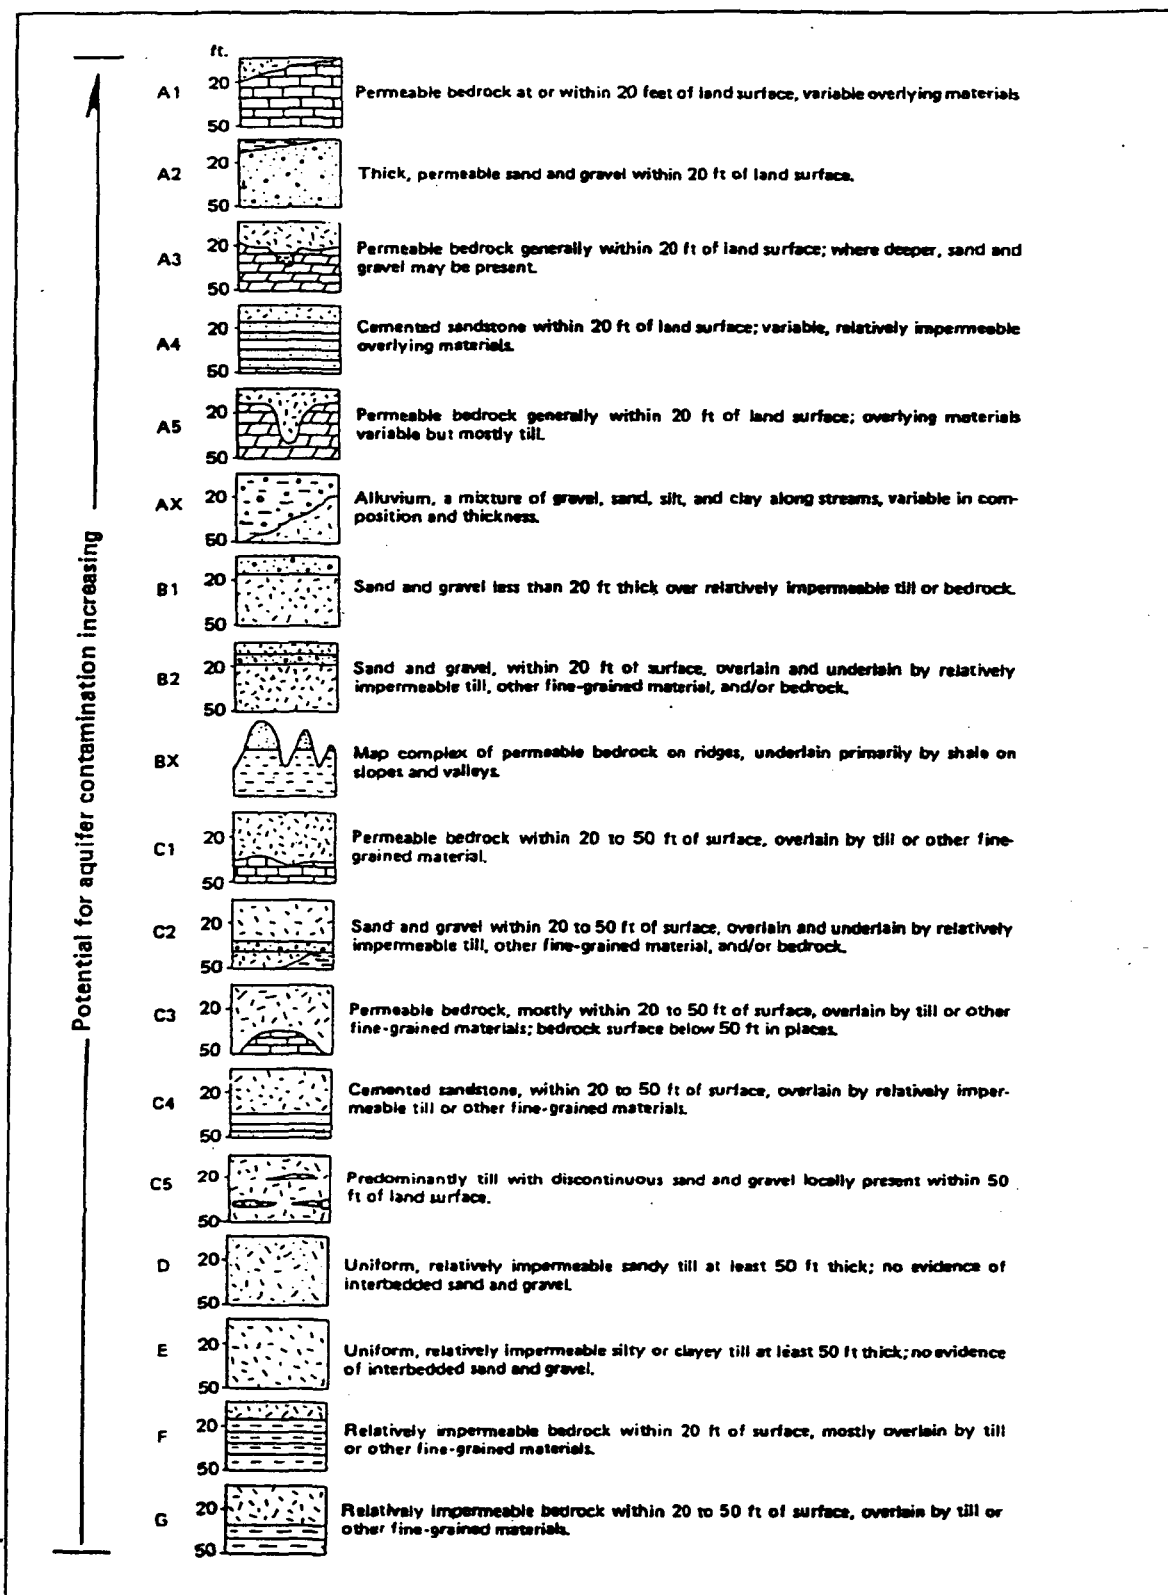 ft.
A1
20
50
Permeable bedrock at or within 20 feet of land surface, variable overlying materials
A2
20
50
Thick, permeable sand and gravel within 20 ft of land surface.
A3
20
50
Permeable bedrock generally within 20 ft of land surface; where deeper, sand and
gravel may be present.
A4
20
50
Cemented sandstone within 20 ft of land surface; variable, relatively impermeable
overlying materials.
A5
20
50
Permeable bedrock generally within 20 ft of land surface; overlying materials
variable but mostly till.
AX
20
50
Alluvium, a mixture of gravel, sand, silt, and clay along streams, variable in com-
position and thickness.
B1
20
50
Sand and gravel less than 20 ft thick over relatively impermeable till or bedrock.
B2
20
50
Sand and gravel, within 20 ft of surface, overlain and underlain by relatively
impermeable till, other fine-grained material, and/or bedrock.
BX
Map complex of permeable bedrock on ridges, underlain primarily by shale on
slopes and valleys.
C1
20
50
Permeable bedrock within 20 to 50 ft of surface, overlain by till or other fine-
grained material.
C2
20
50
Sand and gravel within 20 to 50 ft of surface, overlain and underlain by relatively
impermeable till, other fine-grained material, and/or bedrock.
C3
20
50
Permeable bedrock, mostly within 20 to 50 ft of surface, overlain by till or other
fine-grained materials; bedrock surface below 50 ft in places.
C4
20
50
Cemented sandstone, within 20 to 50 ft of surface, overlain by relatively imper-
meable till or other fine-grained materials.
C5
20
50
Predominantly till with discontinuous sand and gravel locally present within 50
ft of land surface.
D
20
50
Uniform, relatively impermeable sandy till at least 50 ft thick; no evidence of
interbedded sand and gravel.
E
20
50
Uniform, relatively impermeable silty or clayey till at least 50 ft thick; no evidence
of interbedded sand and gravel.
F
20
50
Relatively impermeable bedrock within 20 ft of surface, mostly overlain by till
or other fine-grained materials.
G
20
50
Relatively impermeable bedrock within 20 to 50 ft of surface, overlain by till or
other fine-grained materials.
Potential for aquifer contamination increasing